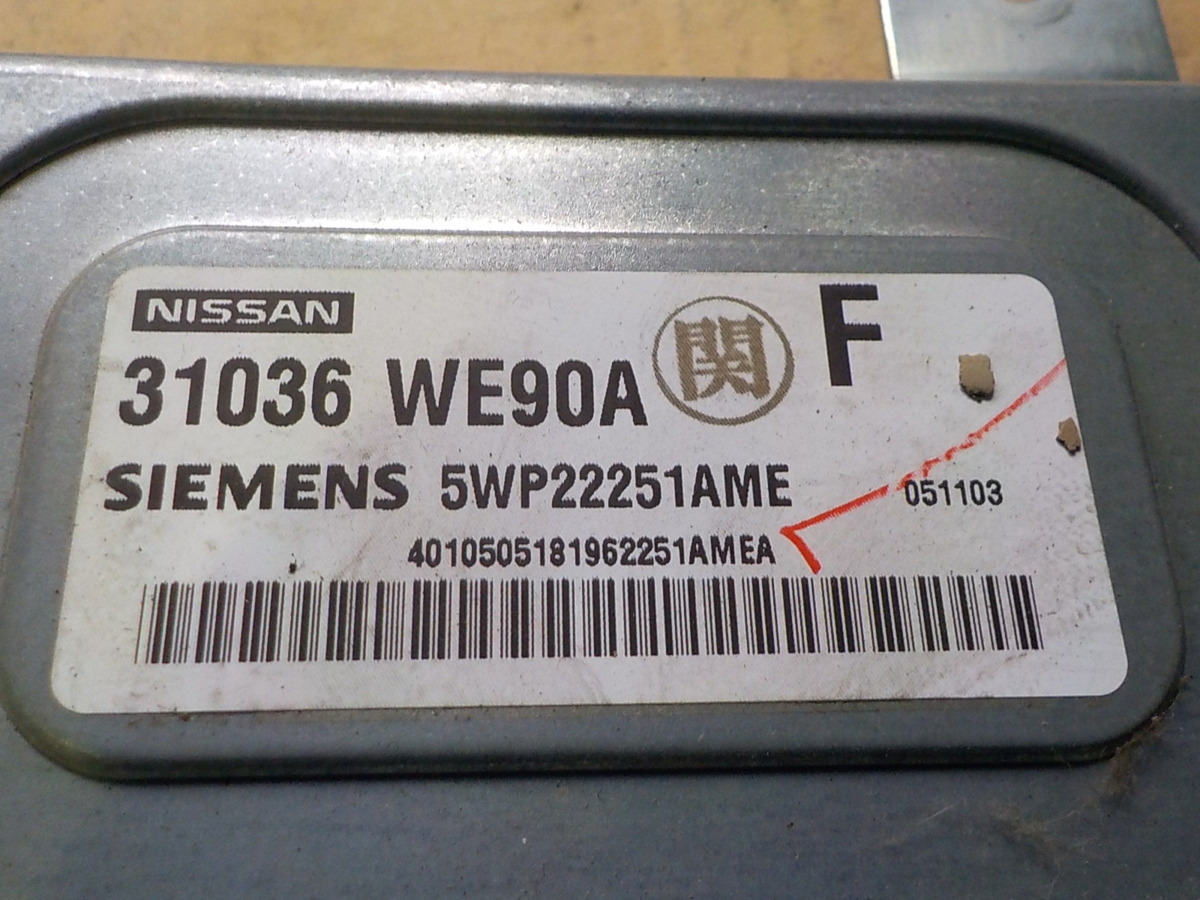 NISSAN
31036 WE90A 関 F
SIEMENS 5WP22251AME 051103
4010505181962251AMEA